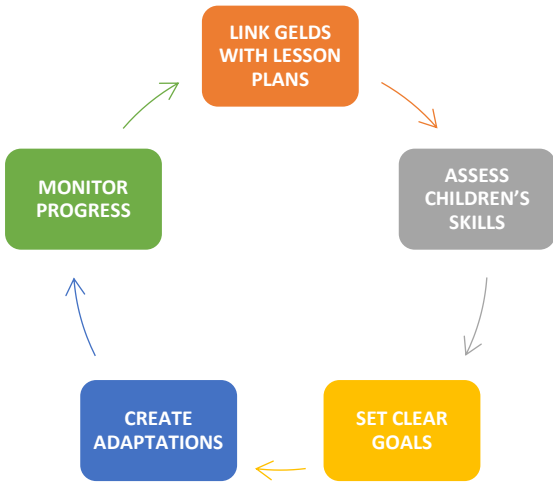 LINK GELDS
WITH LESSON
PLANS
ASSESS
CHILDREN’S
SKILLS
SET CLEAR
GOALS
CREATE
ADAPTATIONS
MONITOR
PROGRESS